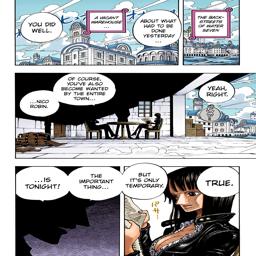 THE BACK-
STREETS
OF WATER
SEVEN
ABOUT
WHAT HAD
TO BE
DONE
YESTERDAY
...
A VACANT
WAREHOUSE
...
YOU DID
WELL.
YEAH,
RIGHT.
OF COURSE,
YOU'VE ALSO
BECOME
WANTED BY
THE ENTIRE
TOWN...
...NICO
ROBIN.
TRUE.
BUT
IT'S ONLY
TEMPORARY.
THE
IMPORTANT
THING...
...IS
TONIGHT!